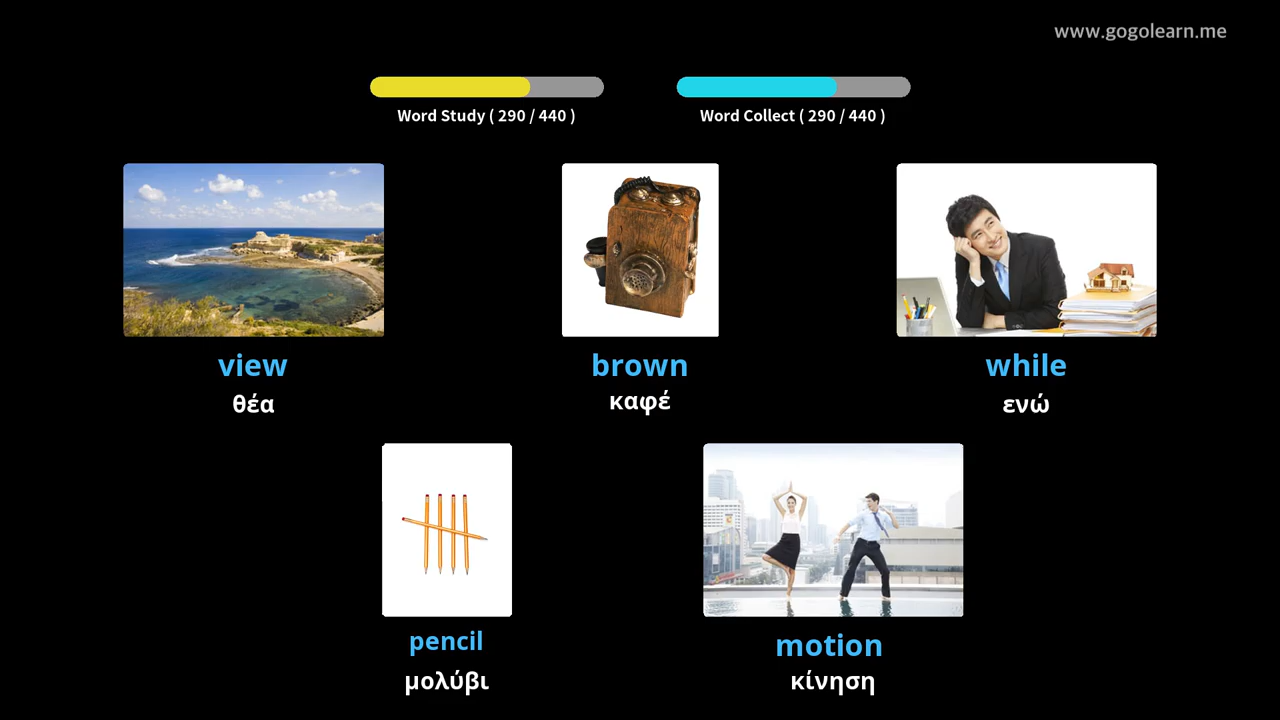 www.gogolearn.me
Word Study ( 290 / 440 )
Word Collect ( 290 / 440 )
view
θέα
brown
καφέ
while
ενώ
pencil
μολύβι
motion
κίνηση